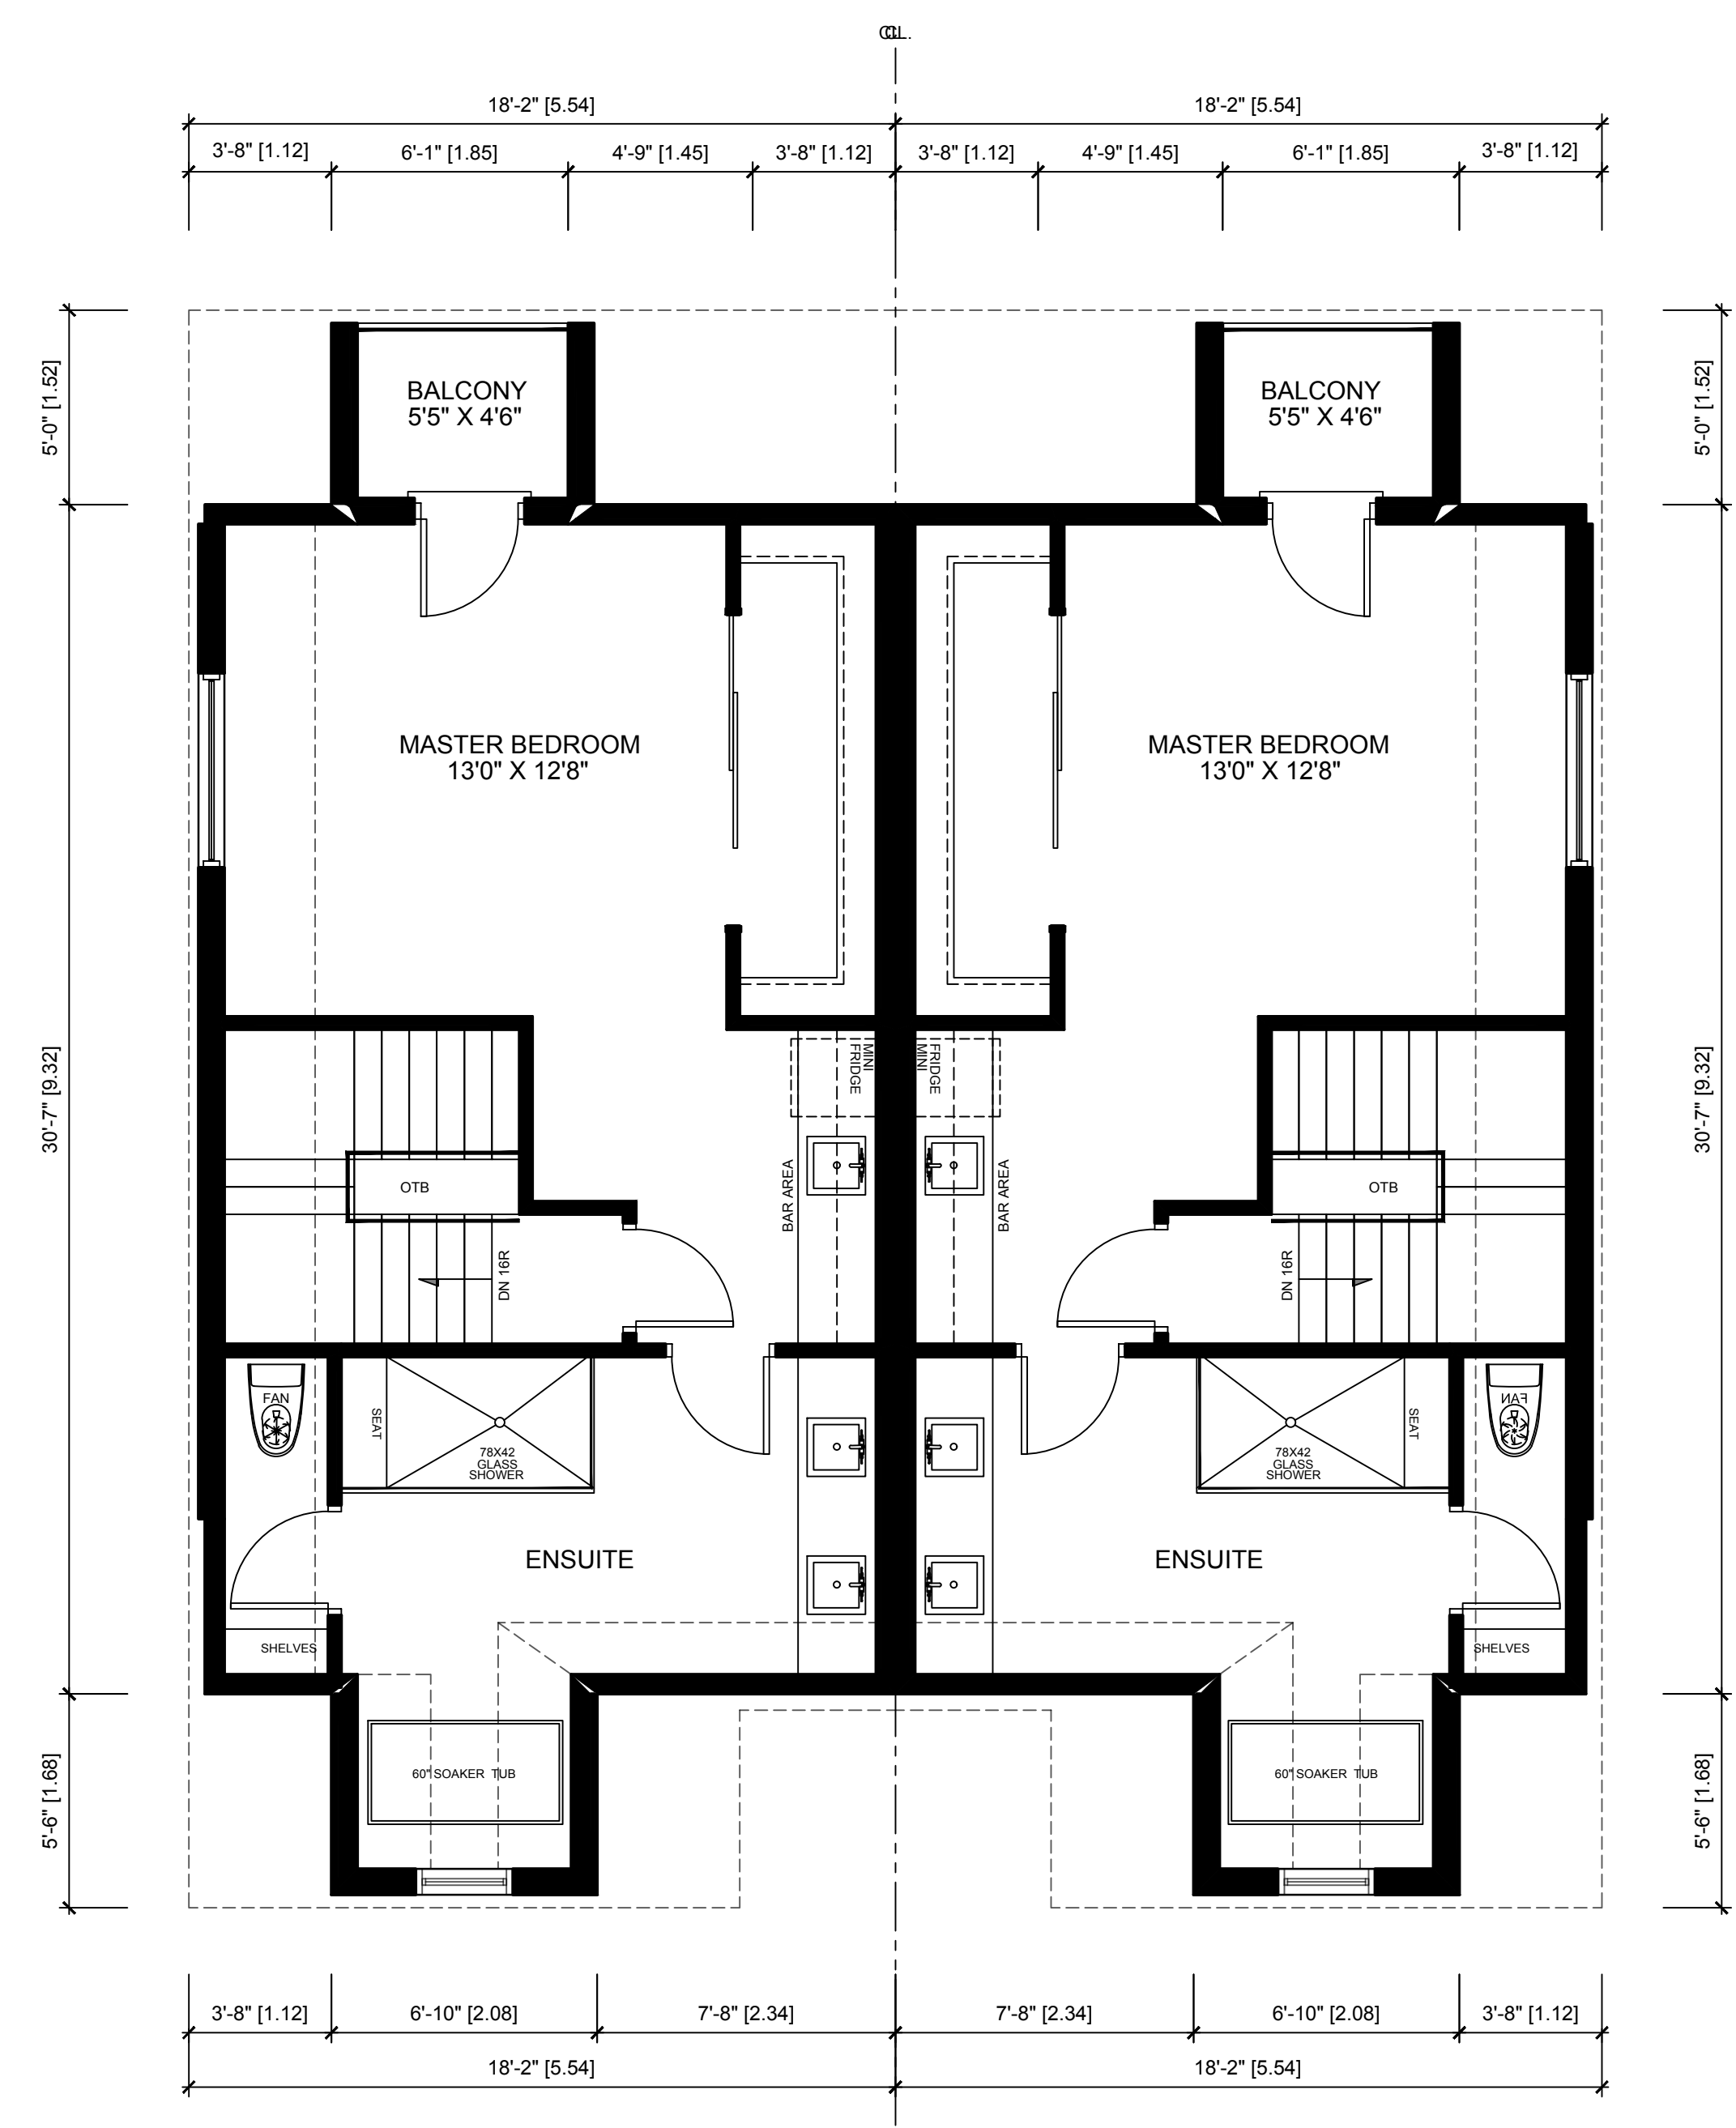 CL.
18'-2" [5.54]
18'-2" [5.54]
3'-8" [1.12]
6'-1" [1.85]
4'-9" [1.45]
3'-8" [1.12]
3'-8" [1.12]
4'-9" [1.45]
6'-1" [1.85]
3'-8" [1.12]
5'-0" [1.52]
BALCONY
5'5" X 4'6"
BALCONY
5'5" X 4'6"
5'-0" [1.52]
MASTER BEDROOM
13'0" X 12'8"
MASTER BEDROOM
13'0" X 12'8"
30'-7" [9.32]
MINI
FRIDGE
MINI
FRIDGE
30'-7" [9.32]
OTB
BAR AREA
BAR AREA
OTB
DN 16R
DN 16R
FAN
SEAT
78X42
GLASS
SHOWER
78X42
GLASS
SHOWER
SEAT
FAN
ENSUITE
ENSUITE
SHELVES
SHELVES
5'-6" [1.68]
60" SOAKER TUB
60" SOAKER TUB
5'-6" [1.68]
3'-8" [1.12]
6'-10" [2.08]
7'-8" [2.34]
7'-8" [2.34]
6'-10" [2.08]
3'-8" [1.12]
18'-2" [5.54]
18'-2" [5.54]